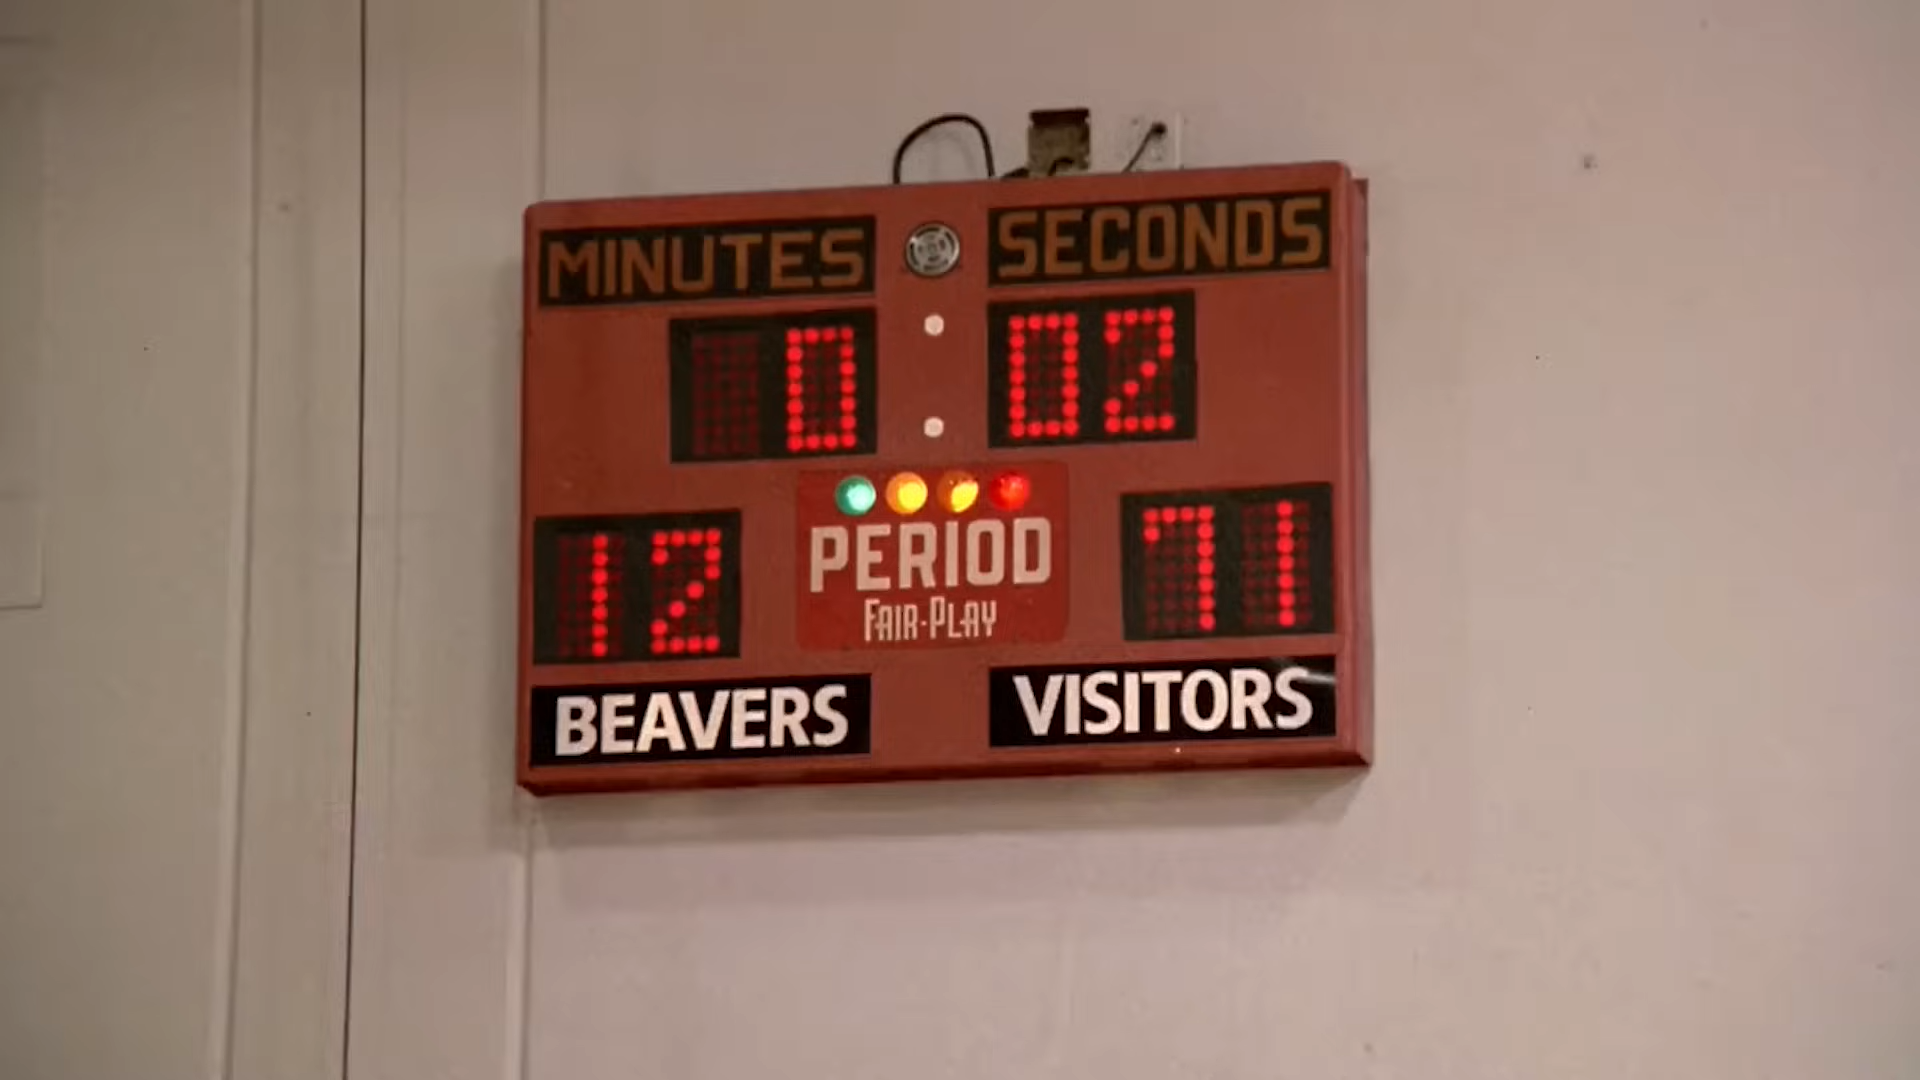 MINUTES SECONDS
0 : 02
12 71
PERIOD
FAIR-PLAY
BEAVERS VISITORS